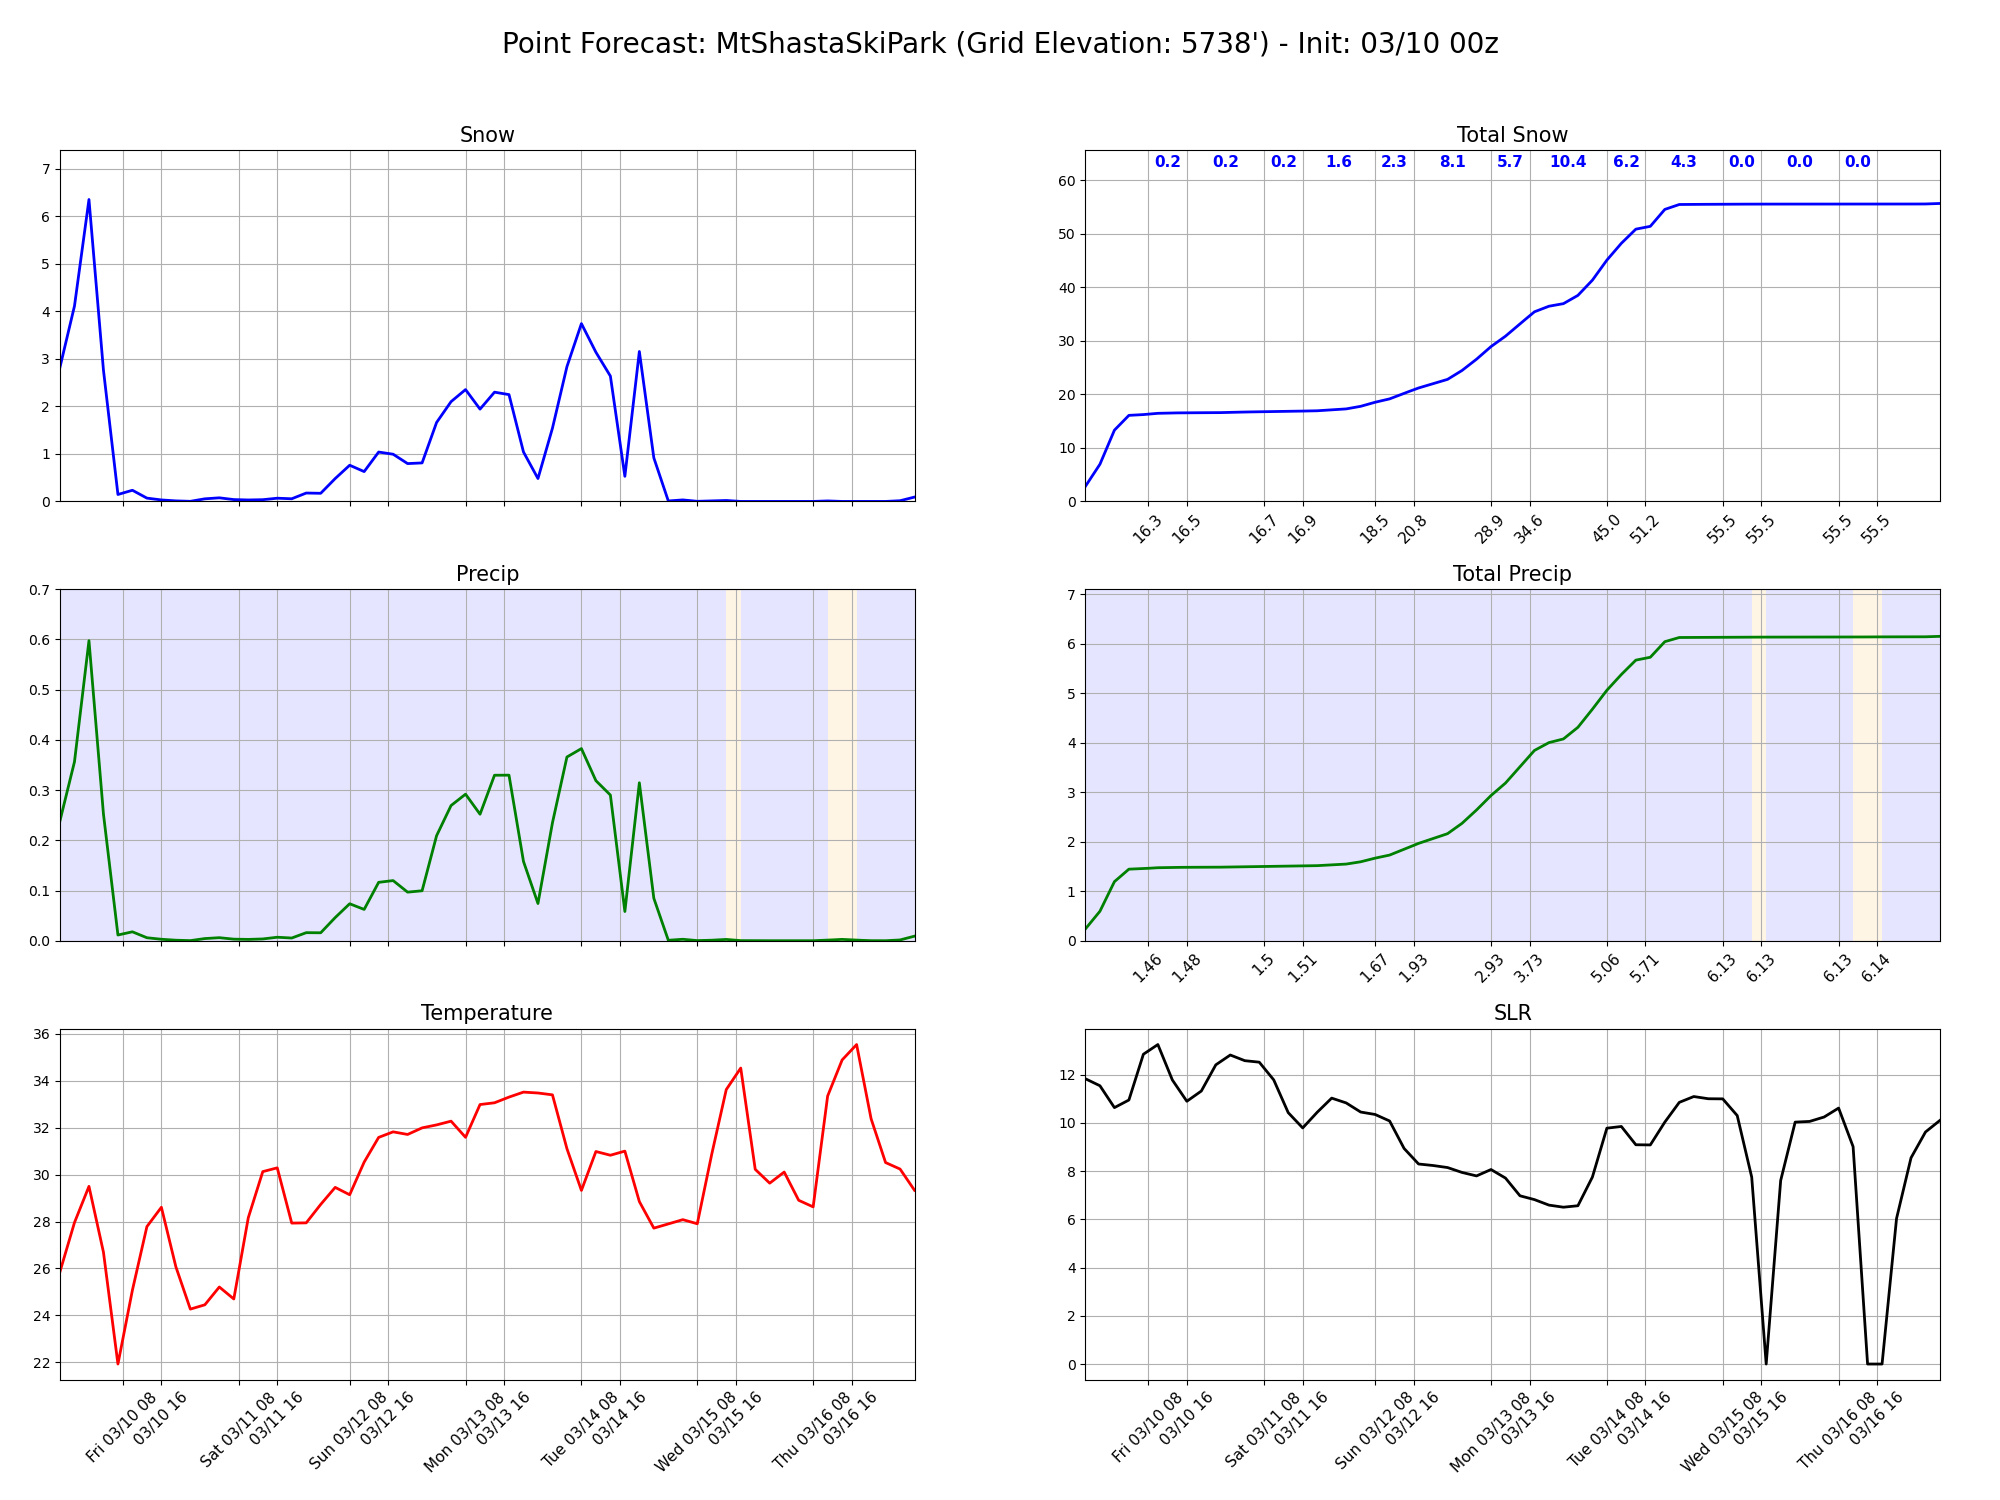 Point Forecast: MtShastaSkiPark (Grid Elevation: 5738') - Init: 03/10 00z
Snow
7
6
5
4
3
2
1
0
Total Snow
0.2 0.2 0.2 1.6 2.3 8.1 5.7 10.4 6.2 4.3 0.0 0.0 0.0
60
50
40
30
20
10
0
16.3 16.5 16.7 16.9 18.5 20.8 28.9 34.6 45.0 51.2 55.5 55.5 55.5 55.5
Precip
0.7
0.6
0.5
0.4
0.3
0.2
0.1
0.0
Total Precip
7
6
5
4
3
2
1
0
1.46 1.48 1.5 1.51 1.67 1.93 2.93 3.73 5.06 5.71 6.13 6.13 6.13 6.14
Temperature
36
34
32
30
28
26
24
22
Fri 03/10 08
03/10 16
Sat 03/11 08
03/11 16
Sun 03/12 08
03/12 16
Mon 03/13 08
03/13 16
Tue 03/14 08
03/14 16
Wed 03/15 08
03/15 16
Thu 03/16 08
03/16 16
SLR
12
10
8
6
4
2
0
Fri 03/10 08
03/10 16
Sat 03/11 08
03/11 16
Sun 03/12 08
03/12 16
Mon 03/13 08
03/13 16
Tue 03/14 08
03/14 16
Wed 03/15 08
03/15 16
Thu 03/16 08
03/16 16